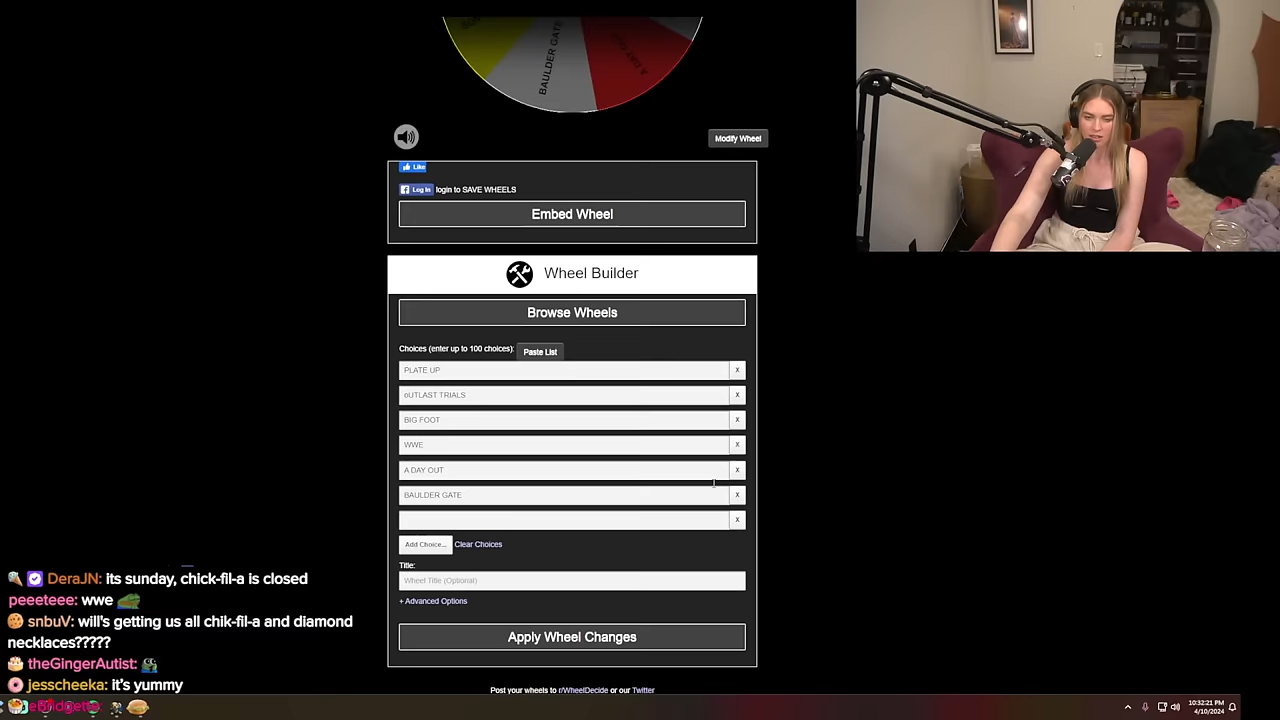 BAULDER GATE
A DAY OUT
Modify Wheel
Like
Log In login to SAVE WHEELS
Embed Wheel
Wheel Builder
Browse Wheels
Choices (enter up to 100 choices): Paste List
PLATE UP x
oUTLAST TRIALS x
BIG FOOT x
WWE x
A DAY OUT x
BAULDER GATE x
x
Add Choice... Clear Choices
Title:
Wheel Title (Optional)
+ Advanced Options
Apply Wheel Changes
Post your wheels to r/WheelDecide or our Twitter
DeraJN: its sunday, chick-fil-a is closed
peeeteee: wwe
snbuV: will's getting us all chik-fil-a and diamond
necklaces?????
theGingerAutist:
jesscheeka: it's yummy
10:32:21 PM
4/10/2024